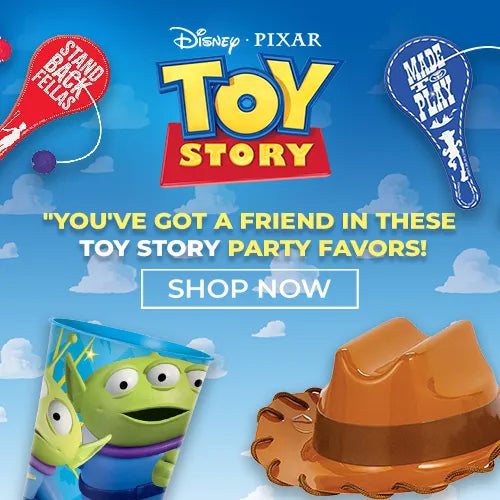 Disney · PIXAR
STAND
BACK
FELLAS
TOY
STORY
MADE
TO
PLAY
"YOU'VE GOT A FRIEND IN THESE
TOY STORY PARTY FAVORS!
SHOP NOW